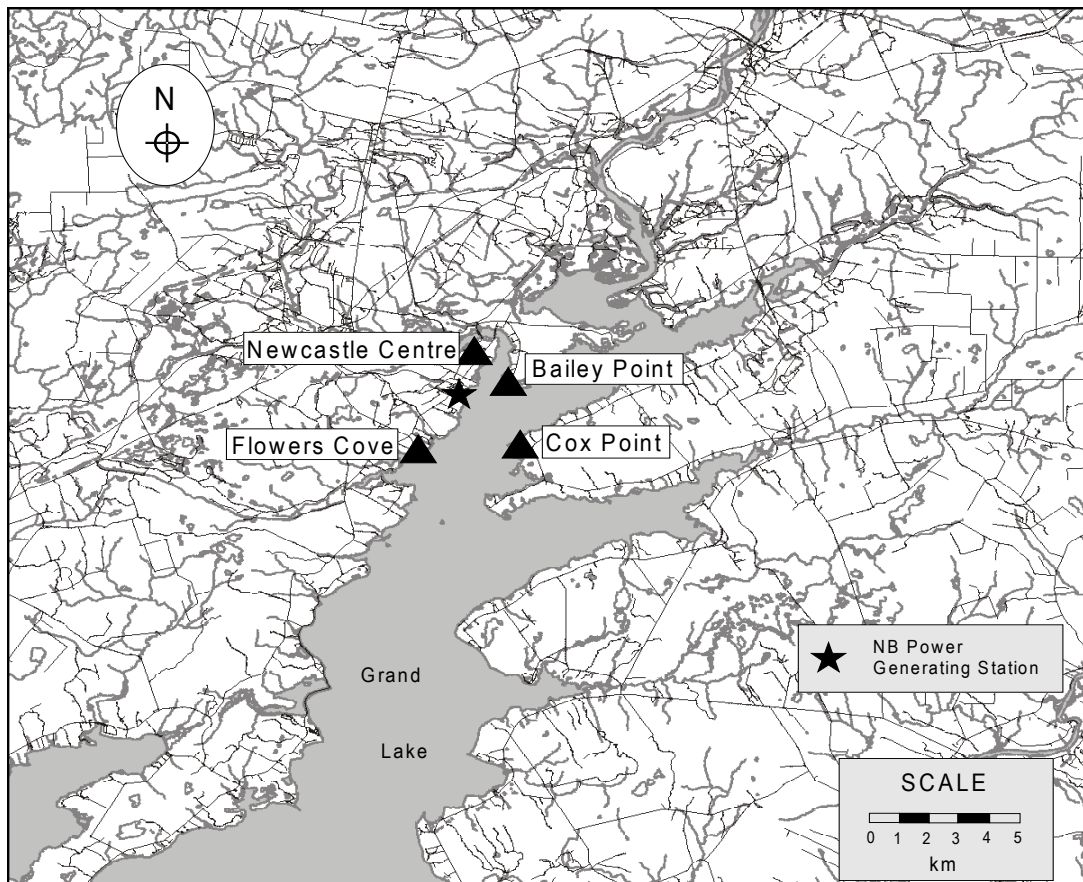 N
Newcastle Centre
Bailey Point
Flowers Cove
Cox Point
NB Power
Generating Station
Grand
Lake
SCALE
0 1 2 3 4 5
km